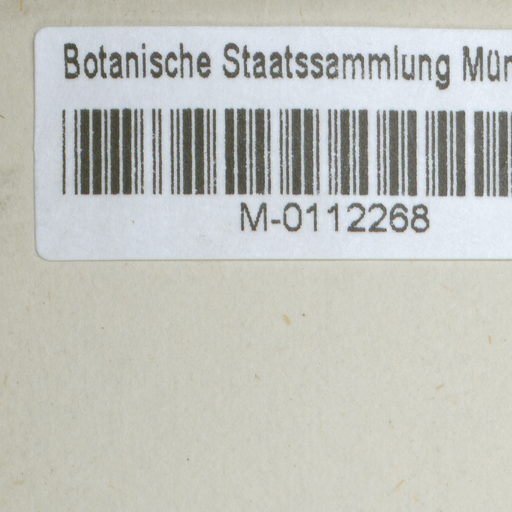 Botanische Staatssammlung Mün
M-0112268